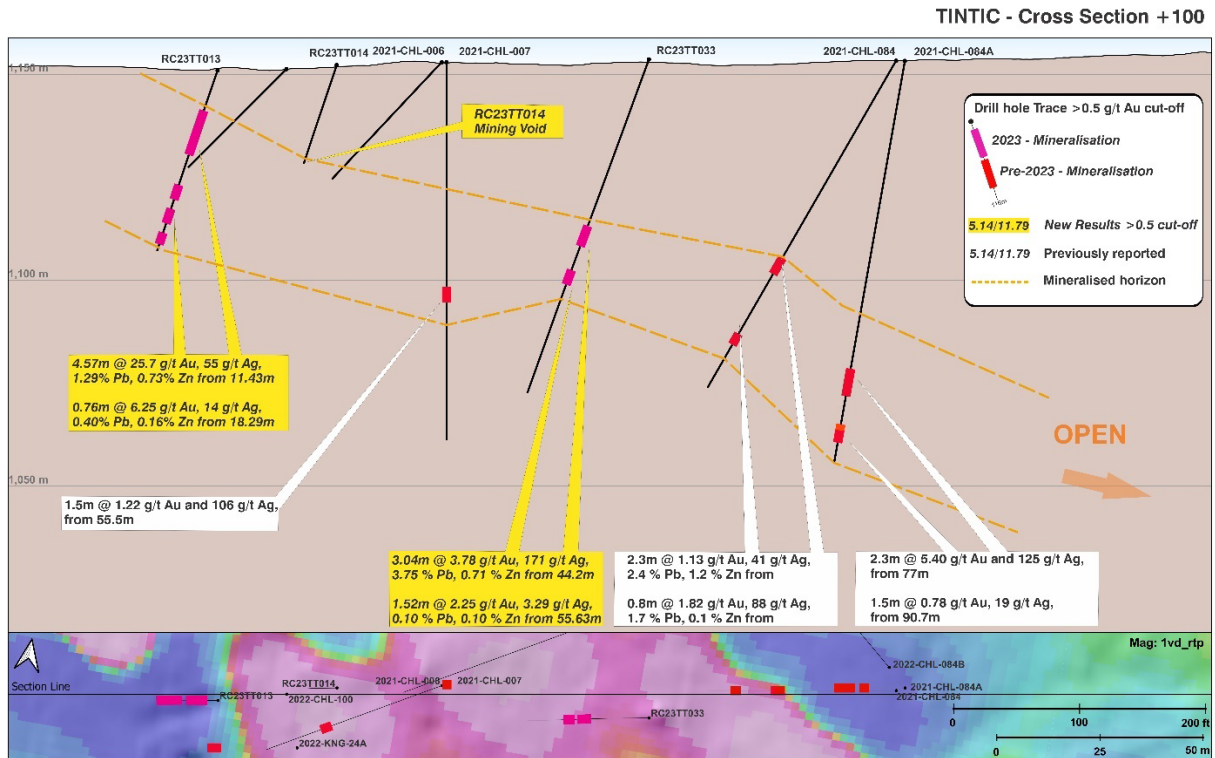 TINTIC - Cross Section +100
RC23TT013
RC23TT014
2021-CHL-006
2021-CHL-007
RC23TT033
2021-CHL-084
2021-CHL-084A
1,150 m
1,100 m
1,050 m
RC23TT014
Mining Void
Drill hole Trace >0.5 g/t Au cut-off
2023 - Mineralisation
Pre-2023 - Mineralisation
116m
5.14/11.79 New Results >0.5 cut-off
5.14/11.79 Previously reported
Mineralised horizon
4.57m @ 25.7 g/t Au, 55 g/t Ag,
1.29% Pb, 0.73% Zn from 11.43m
0.76m @ 6.25 g/t Au, 14 g/t Ag,
0.40% Pb, 0.16% Zn from 18.29m
OPEN
1.5m @ 1.22 g/t Au and 106 g/t Ag,
from 55.5m
3.04m @ 3.78 g/t Au, 171 g/t Ag,
3.75 % Pb, 0.71 % Zn from 44.2m
1.52m @ 2.25 g/t Au, 3.29 g/t Ag,
0.10 % Pb, 0.10 % Zn from 55.63m
2.3m @ 1.13 g/t Au, 41 g/t Ag,
2.4 % Pb, 1.2 % Zn from
0.8m @ 1.82 g/t Au, 88 g/t Ag,
1.7 % Pb, 0.1 % Zn from
2.3m @ 5.40 g/t Au and 125 g/t Ag,
from 77m
1.5m @ 0.78 g/t Au, 19 g/t Ag,
from 90.7m
Mag: 1vd_rtp
Section Line
RC23TT013
RC23TT014
2022-CHL-100
2022-KNG-24A
2021-CHL-006
2021-CHL-007
RC23TT033
2022-CHL-084B
2021-CHL-084A
2021-CHL-084
0 100 200 ft
0 25 50 m